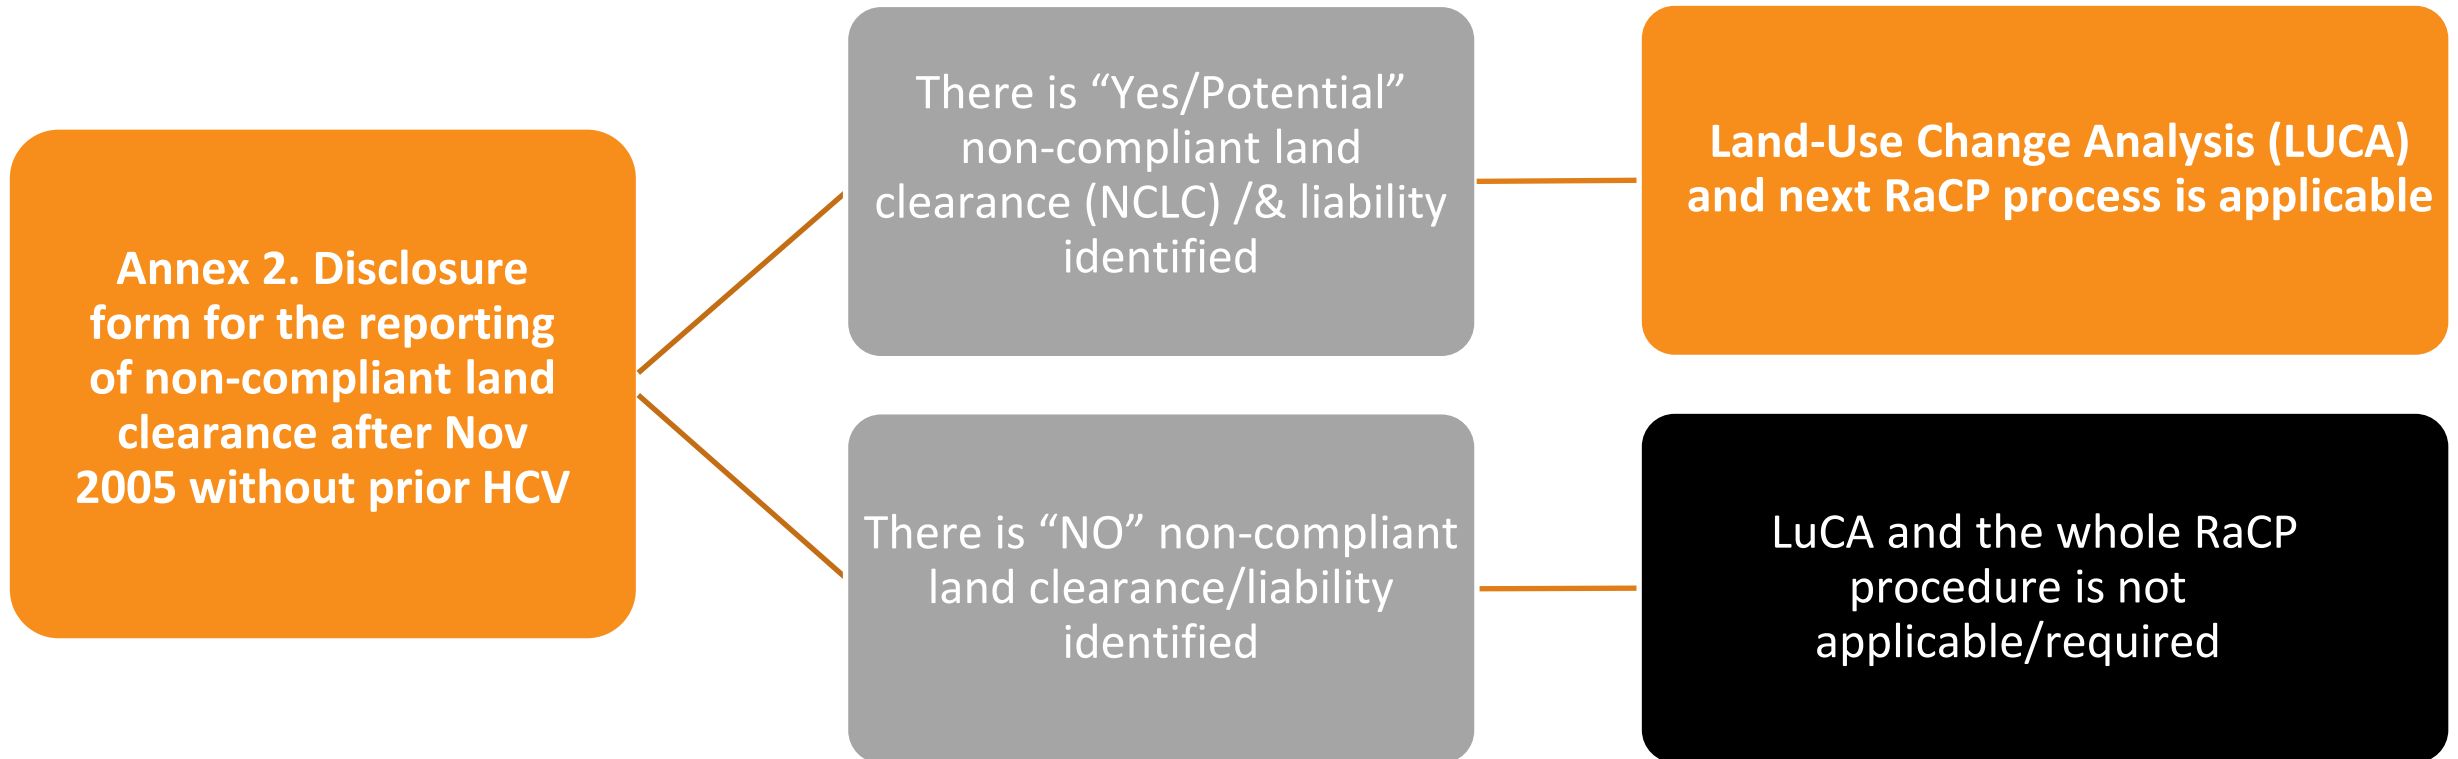 Annex 2. Disclosure
form for the reporting
of non-compliant land
clearance after Nov
2005 without prior HCV
There is “Yes/Potential”
non-compliant land
clearance (NCLC) /& liability
identified
Land-Use Change Analysis (LUCA)
and next RaCP process is applicable
There is “NO” non-compliant
land clearance/liability
identified
LuCA and the whole RaCP
procedure is not
applicable/required